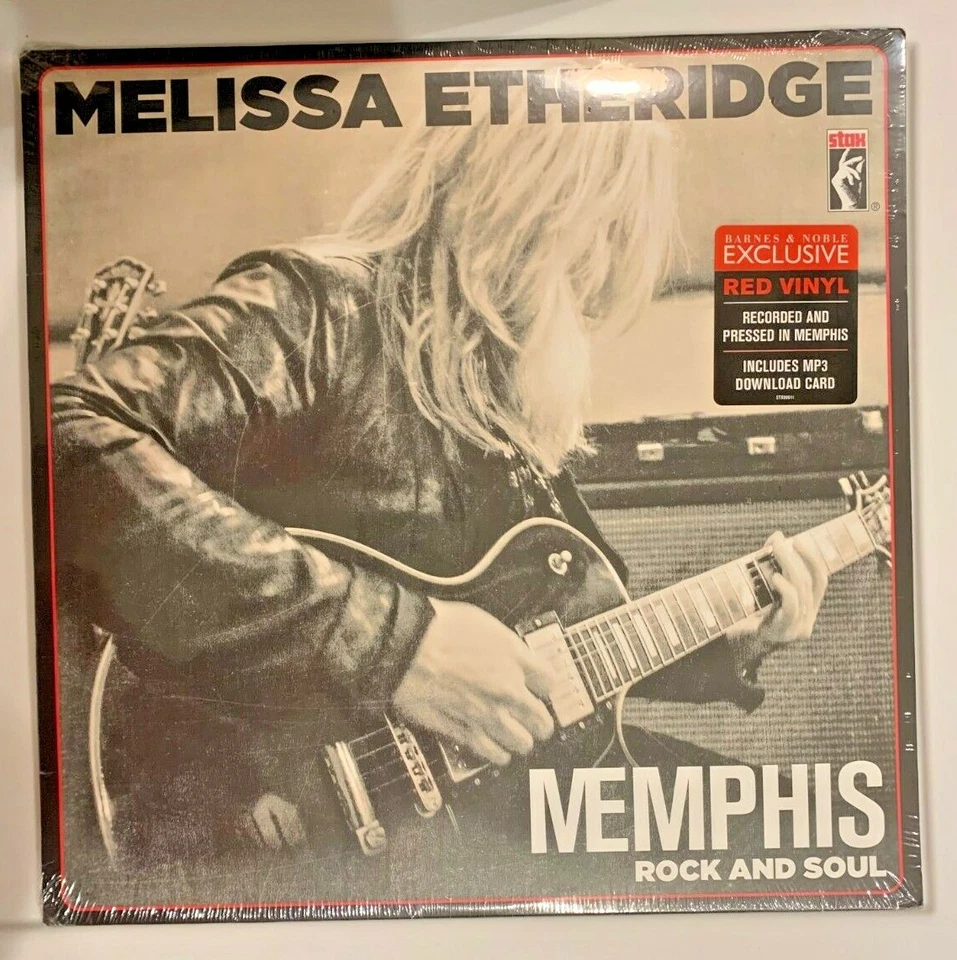 MELISSA ETHERIDGE
stax
®
BARNES & NOBLE
EXCLUSIVE
RED VINYL
RECORDED AND
PRESSED IN MEMPHIS
INCLUDES MP3
DOWNLOAD CARD
MEMPHIS
ROCK AND SOUL